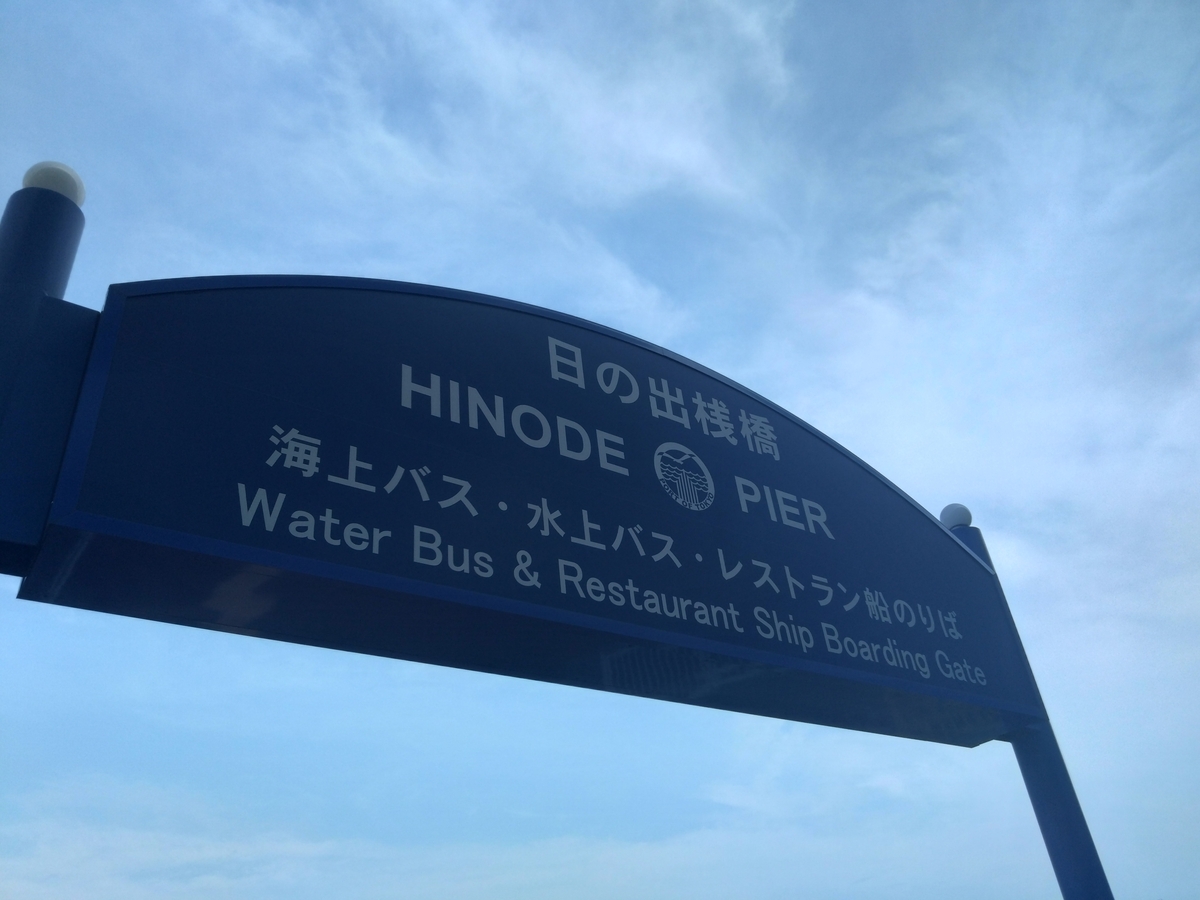 日の出桟橋
HINODE PIER
海上バス・水上バス・レストラン船のりば
Water Bus & Restaurant Ship Boarding Gate